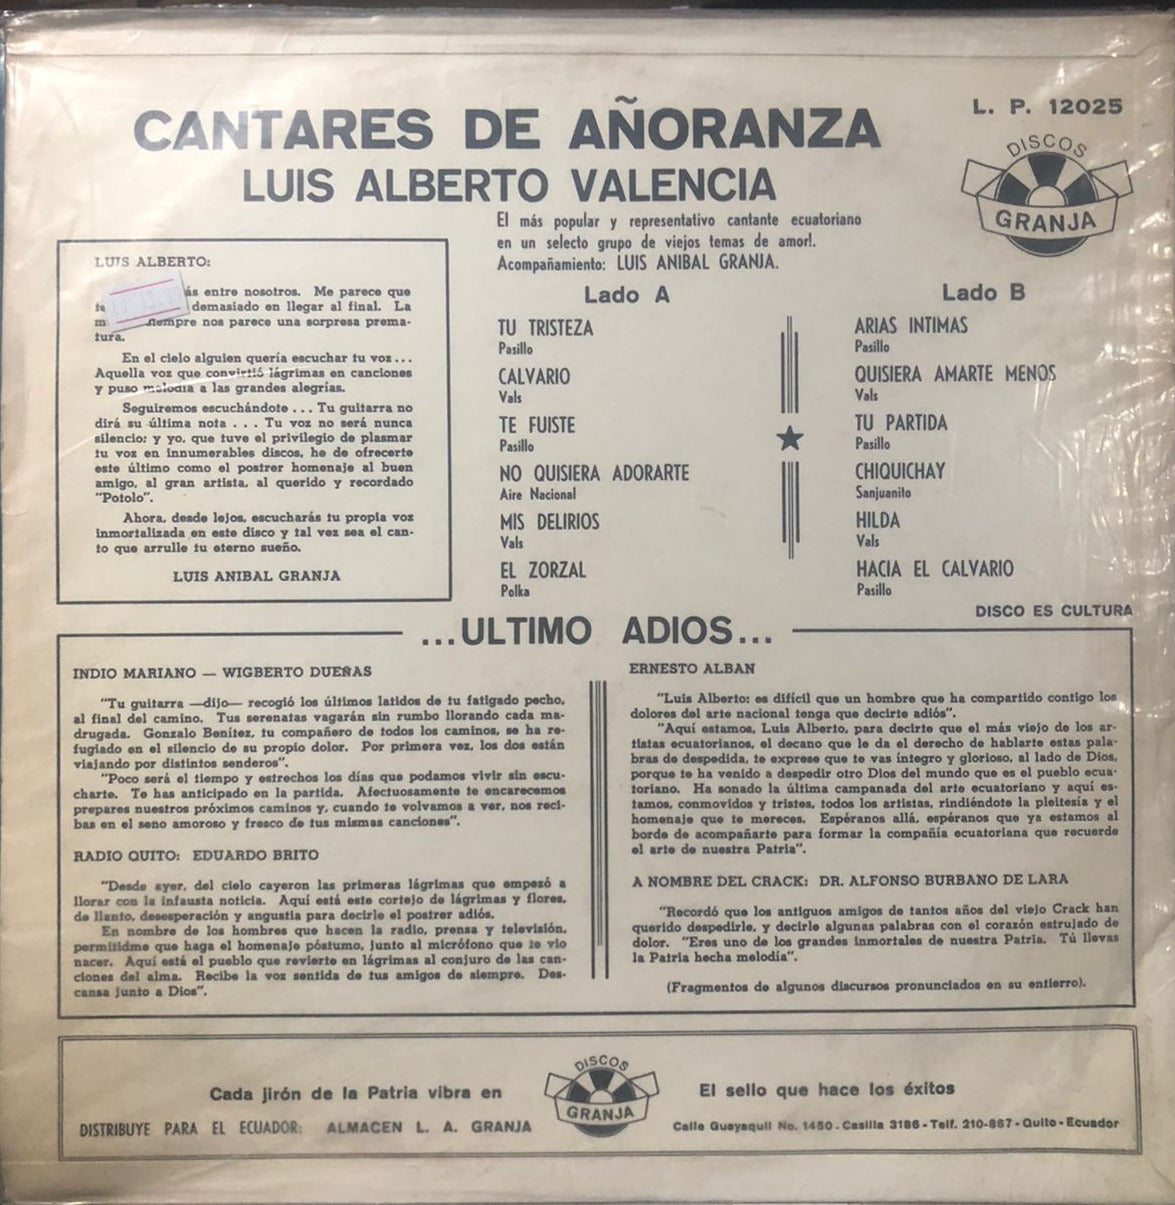 CANTARES DE AÑORANZA
LUIS ALBERTO VALENCIA
L. P. 12025
DISCOS
GRANJA
El más popular y representativo cantante ecuatoriano
en un selecto grupo de viejos temas de amor!.
Acompañamiento: LUIS ANIBAL GRANJA.
LUIS ALBERTO:
ás entre nosotros. Me parece que
demasiado en llegar al final. La
m siempre nos parece una sorpresa prema-
tura.
En el cielo alguien quería escuchar tu voz...
Aquella voz que convirtió lágrimas en canciones
y puso melodía a las grandes alegrías.
Seguiremos escuchándote... Tu guitarra no
dirá su última nota... Tu voz no será nunca
silencio; y yo, que tuve el privilegio de plasmar
tu voz en innumerables discos, he de ofrecerte
este último como el postrer homenaje al buen
amigo, al gran artista, al querido y recordado
"Potolo".
Ahora, desde lejos, escucharás tu propia voz
inmortalizada en este disco y tal vez sea el can-
to que arrulle tu eterno sueño.
LUIS ANIBAL GRANJA
Lado A
TU TRISTEZA
Pasillo
CALVARIO
Vals
TE FUISTE
Pasillo
NO QUISIERA ADORARTE
Aire Nacional
MIS DELIRIOS
Vals
EL ZORZAL
Polka
Lado B
ARIAS INTIMAS
Pasillo
QUISIERA AMARTE MENOS
Vals
TU PARTIDA
Pasillo
CHIQUICHAY
Sanjuanito
HILDA
Vals
HACIA EL CALVARIO
Pasillo
DISCO ES CULTURA
...ULTIMO ADIOS...
INDIO MARIANO — WIGBERTO DUEÑAS
"Tu guitarra —dijo— recogió los últimos latidos de tu fatigado pecho,
al final del camino. Tus serenatas vagarán sin rumbo llorando cada ma-
drugada. Gonzalo Benítez, tu compañero de todos los caminos, se ha re-
fugiado en el silencio de su propio dolor. Por primera vez, los dos están
viajando por distintos senderos".
"Poco será el tiempo y estrechos los días que podamos vivir sin escu-
charte. Te has anticipado en la partida. Afectuosamente te encarecemos
prepares nuestros próximos caminos y, cuando te volvamos a ver, nos reci-
bas en el seno amoroso y fresco de tus mismas canciones".
RADIO QUITO: EDUARDO BRITO
"Desde ayer, del cielo cayeron las primeras lágrimas que empezó a
llorar con la infausta noticia. Aquí está este cortejo de lágrimas y flores,
de llanto, desesperación y angustia para decirle el postrer adiós.
En nombre de los hombres que hacen la radio, prensa y televisión,
permitidme que haga el homenaje póstumo, junto al micrófono que te vio
nacer. Aquí está el pueblo que revierte en lágrimas al conjuro de las can-
ciones del alma. Recibe la voz sentida de tus amigos de siempre. Des-
cansa junto a Dios".
ERNESTO ALBAN
"Luis Alberto: es difícil que un hombre que ha compartido contigo los
dolores del arte nacional tenga que decirte adiós".
"Aquí estamos, Luis Alberto, para decirte que el más viejo de los ar-
tistas ecuatorianos, el decano que le da el derecho de hablarte estas pala-
bras de despedida, te exprese que te vas íntegro y glorioso, al lado de Dios,
porque te ha venido a despedir otro Dios del mundo que es el pueblo ecua-
toriano. Ha sonado la última campanada del arte ecuatoriano y aquí es-
tamos, conmovidos y tristes, todos los artistas, rindiéndote la pleitesía y el
homenaje que te mereces. Espéranos allá, espéranos que ya estamos al
borde de acompañarte para formar la compañía ecuatoriana que recuerde
el arte de nuestra Patria".
A NOMBRE DEL CRACK: DR. ALFONSO BURBANO DE LARA
"Recordó que los antiguos amigos de tantos años del viejo Crack han
querido despedirle, y decirle algunas palabras con el corazón estrujado de
dolor. "Eres uno de los grandes inmortales de nuestra Patria. Tú llevas
la Patria hecha melodía".
(Fragmentos de algunos discursos pronunciados en su entierro).
Cada jirón de la Patria vibra en
DISTRIBUYE PARA EL ECUADOR: ALMACEN L. A. GRANJA
DISCOS
GRANJA
El sello que hace los éxitos
Calle Guayaquil No. 1450 - Casilla 3186 - Telf. 210-867 - Quito - Ecuador